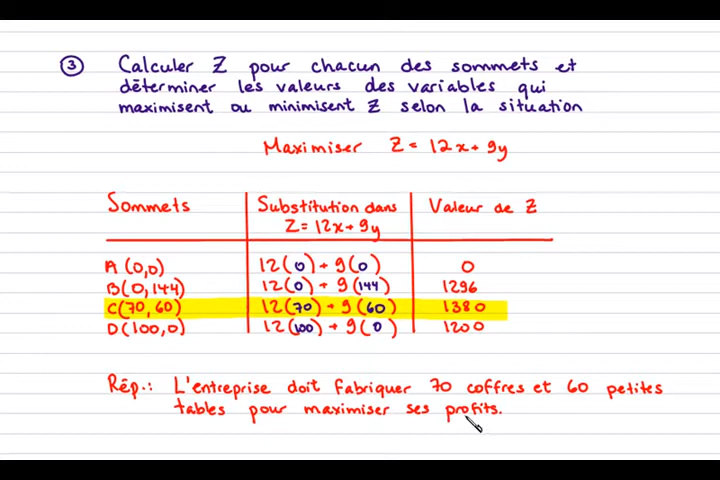 ③ Calculer Z pour chacun des sommets et
déterminer les valeurs des variables qui
maximisent ou minimisent Z selon la situation
Maximiser Z = 12x + 9y
Sommets Substitution dans Valeur de Z
Z = 12x + 9y
A (0,0) 12(0) + 9(0) 0
B(0, 144) 12(0) + 9(144) 1296
C(70, 60) 12(70) + 9(60) 1380
D(100,0) 12(100) + 9(0) 1200
Rép.: L'entreprise doit fabriquer 70 coffres et 60 petites
tables pour maximiser ses profits.